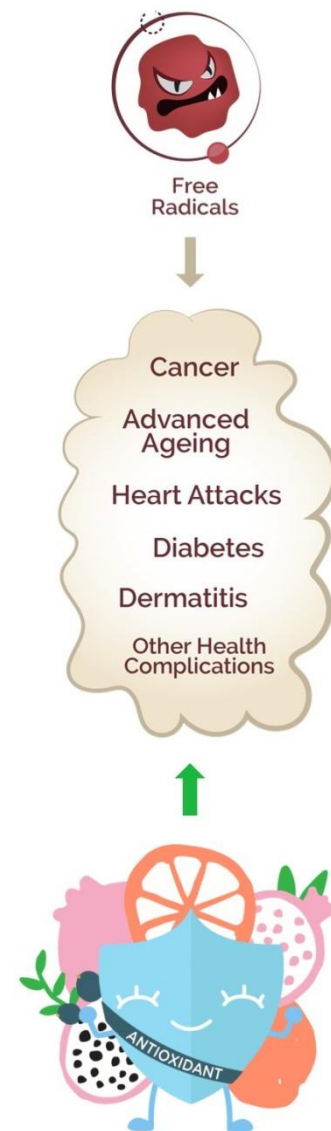 Free
Radicals
Cancer
Advanced
Ageing
Heart Attacks
Diabetes
Dermatitis
Other Health
Complications
ANTIOXIDANT